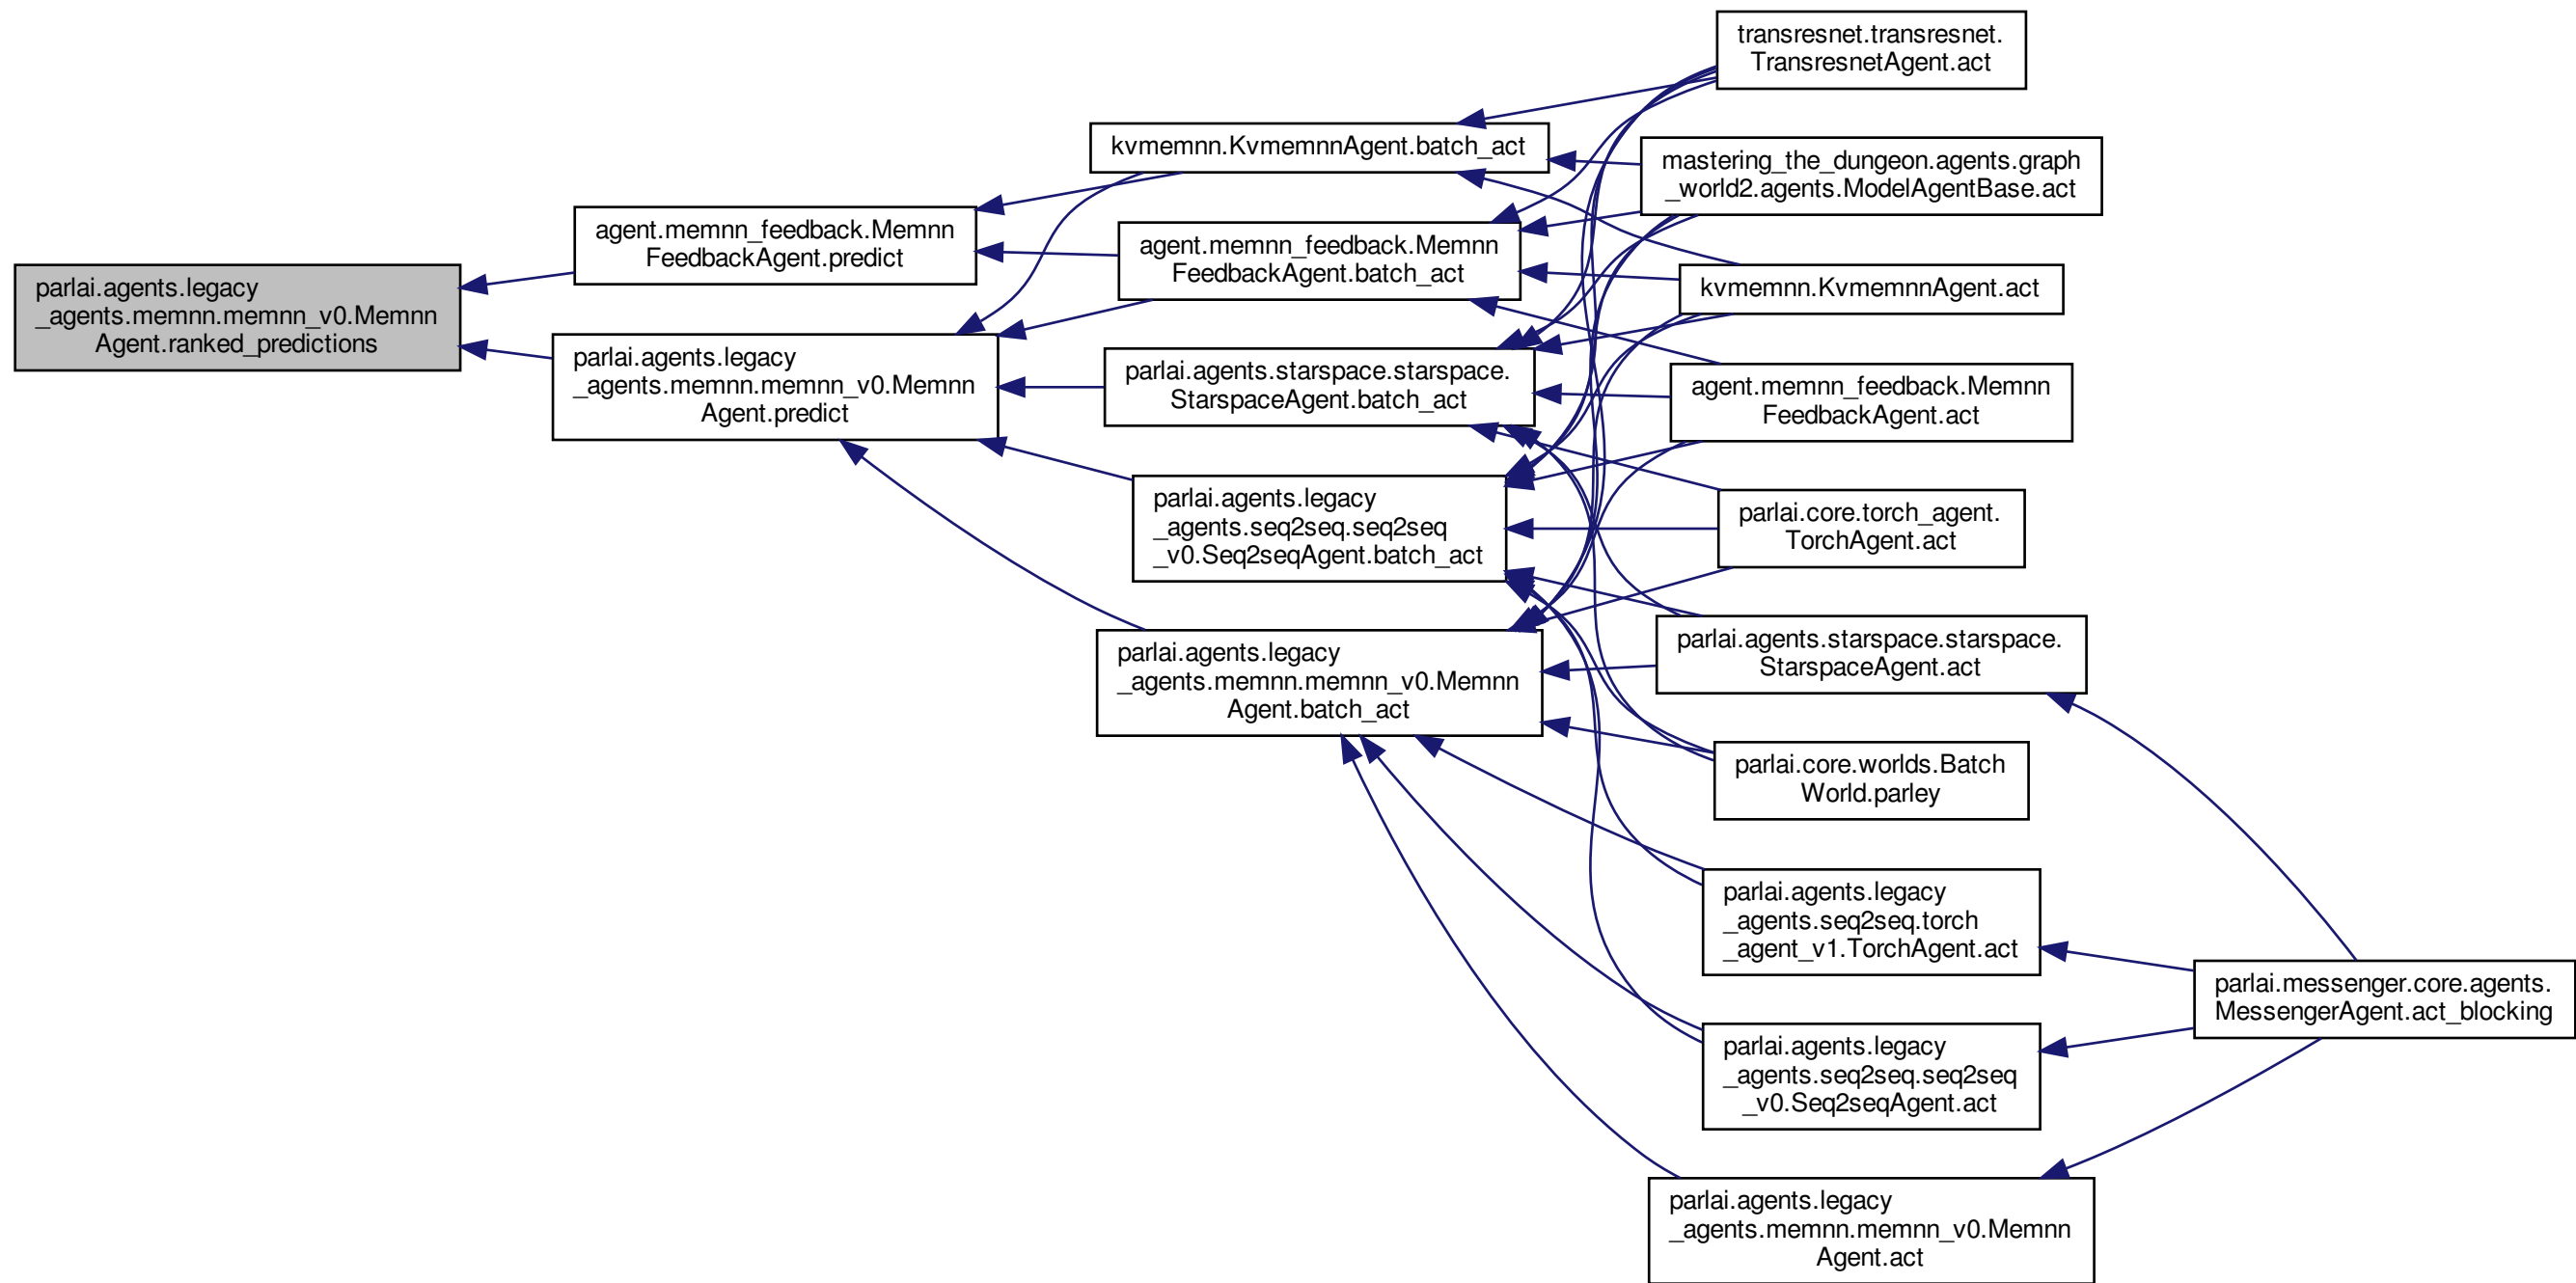 parlai.agents.legacy
_agents.memnn.memnn_v0.Memnn
Agent.ranked_predictions
agent.memnn_feedback.Memnn
FeedbackAgent.predict
parlai.agents.legacy
_agents.memnn.memnn_v0.Memnn
Agent.predict
kvmemnn.KvmemnnAgent.batch_act
agent.memnn_feedback.Memnn
FeedbackAgent.batch_act
parlai.agents.starspace.starspace.
StarspaceAgent.batch_act
parlai.agents.legacy
_agents.seq2seq.seq2seq
_v0.Seq2seqAgent.batch_act
parlai.agents.legacy
_agents.memnn.memnn_v0.Memnn
Agent.batch_act
transresnet.transresnet.
TransresnetAgent.act
mastering_the_dungeon.agents.graph
_world2.agents.ModelAgentBase.act
kvmemnn.KvmemnnAgent.act
agent.memnn_feedback.Memnn
FeedbackAgent.act
parlai.core.torch_agent.
TorchAgent.act
parlai.agents.starspace.starspace.
StarspaceAgent.act
parlai.core.worlds.Batch
World.parley
parlai.agents.legacy
_agents.seq2seq.torch
_agent_v1.TorchAgent.act
parlai.agents.legacy
_agents.seq2seq.seq2seq
_v0.Seq2seqAgent.act
parlai.agents.legacy
_agents.memnn.memnn_v0.Memnn
Agent.act
parlai.messenger.core.agents.
MessengerAgent.act_blocking